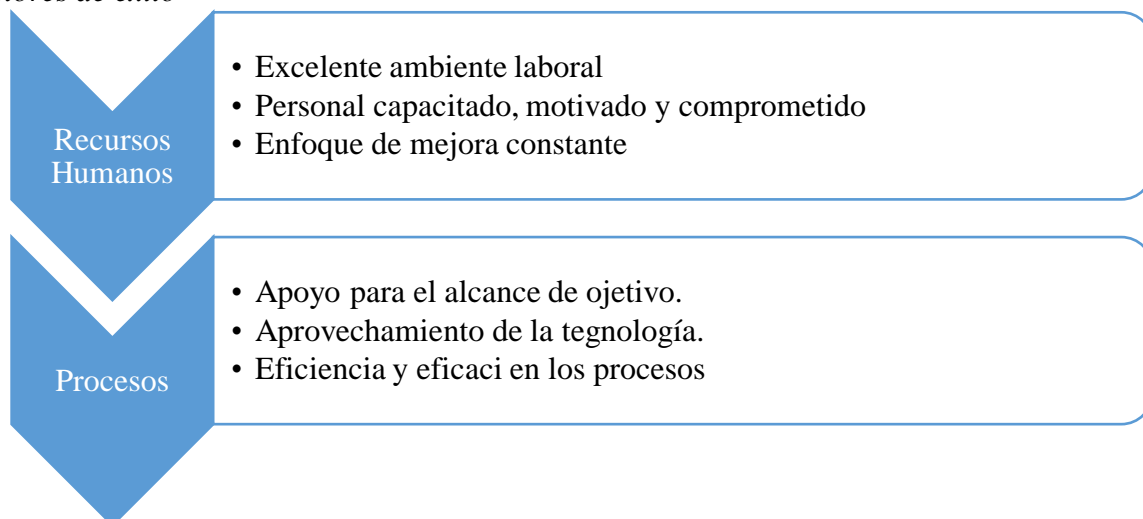 de
Recursos
Humanos
• Excelente ambiente laboral
• Personal capacitado, motivado y comprometido
• Enfoque de mejora constante
Procesos
• Apoyo para el alcance de ojetivo.
• Aprovechamiento de la tegnología.
• Eficiencia y eficaci en los procesos